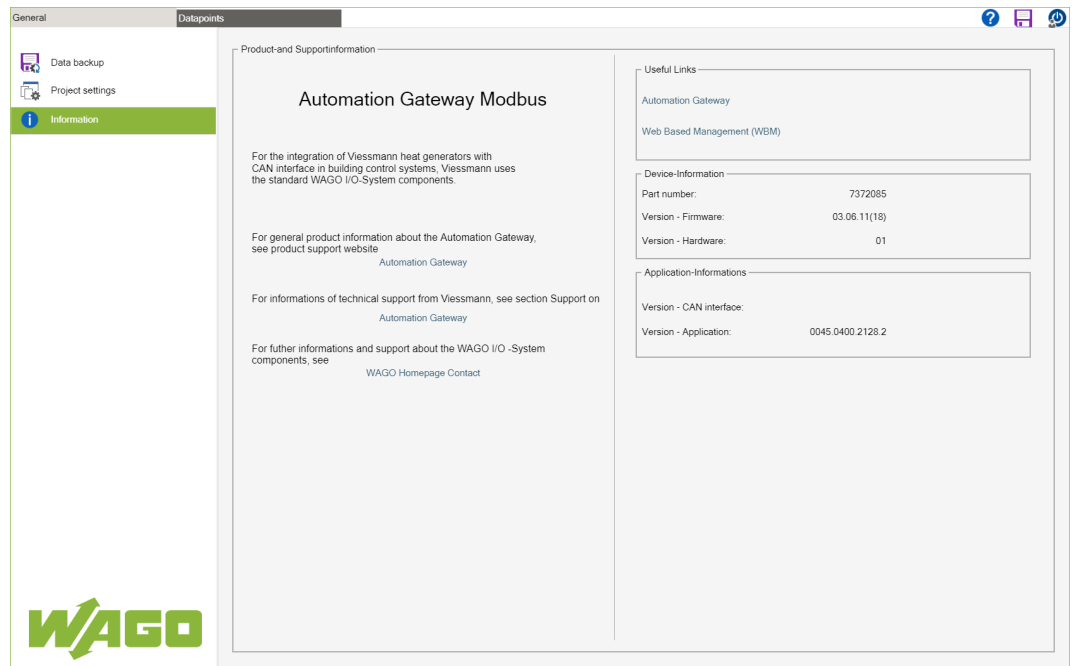 General
Datapoints
Data backup
Project settings
Information
Product-and Supportinformation
Automation Gateway Modbus
For the integration of Viessmann heat generators with
CAN interface in building control systems, Viessmann uses
the standard WAGO I/O-System components.
For general product information about the Automation Gateway,
see product support website
Automation Gateway
For informations of technical support from Viessmann, see section Support on
Automation Gateway
For futher informations and support about the WAGO I/O -System
components, see
WAGO Homepage Contact
Useful Links
Automation Gateway
Web Based Management (WBM)
Device-Information
Part number: 7372085
Version - Firmware: 03.06.11(18)
Version - Hardware: 01
Application-Informations
Version - CAN interface:
Version - Application: 0045.0400.2128.2
WAGO